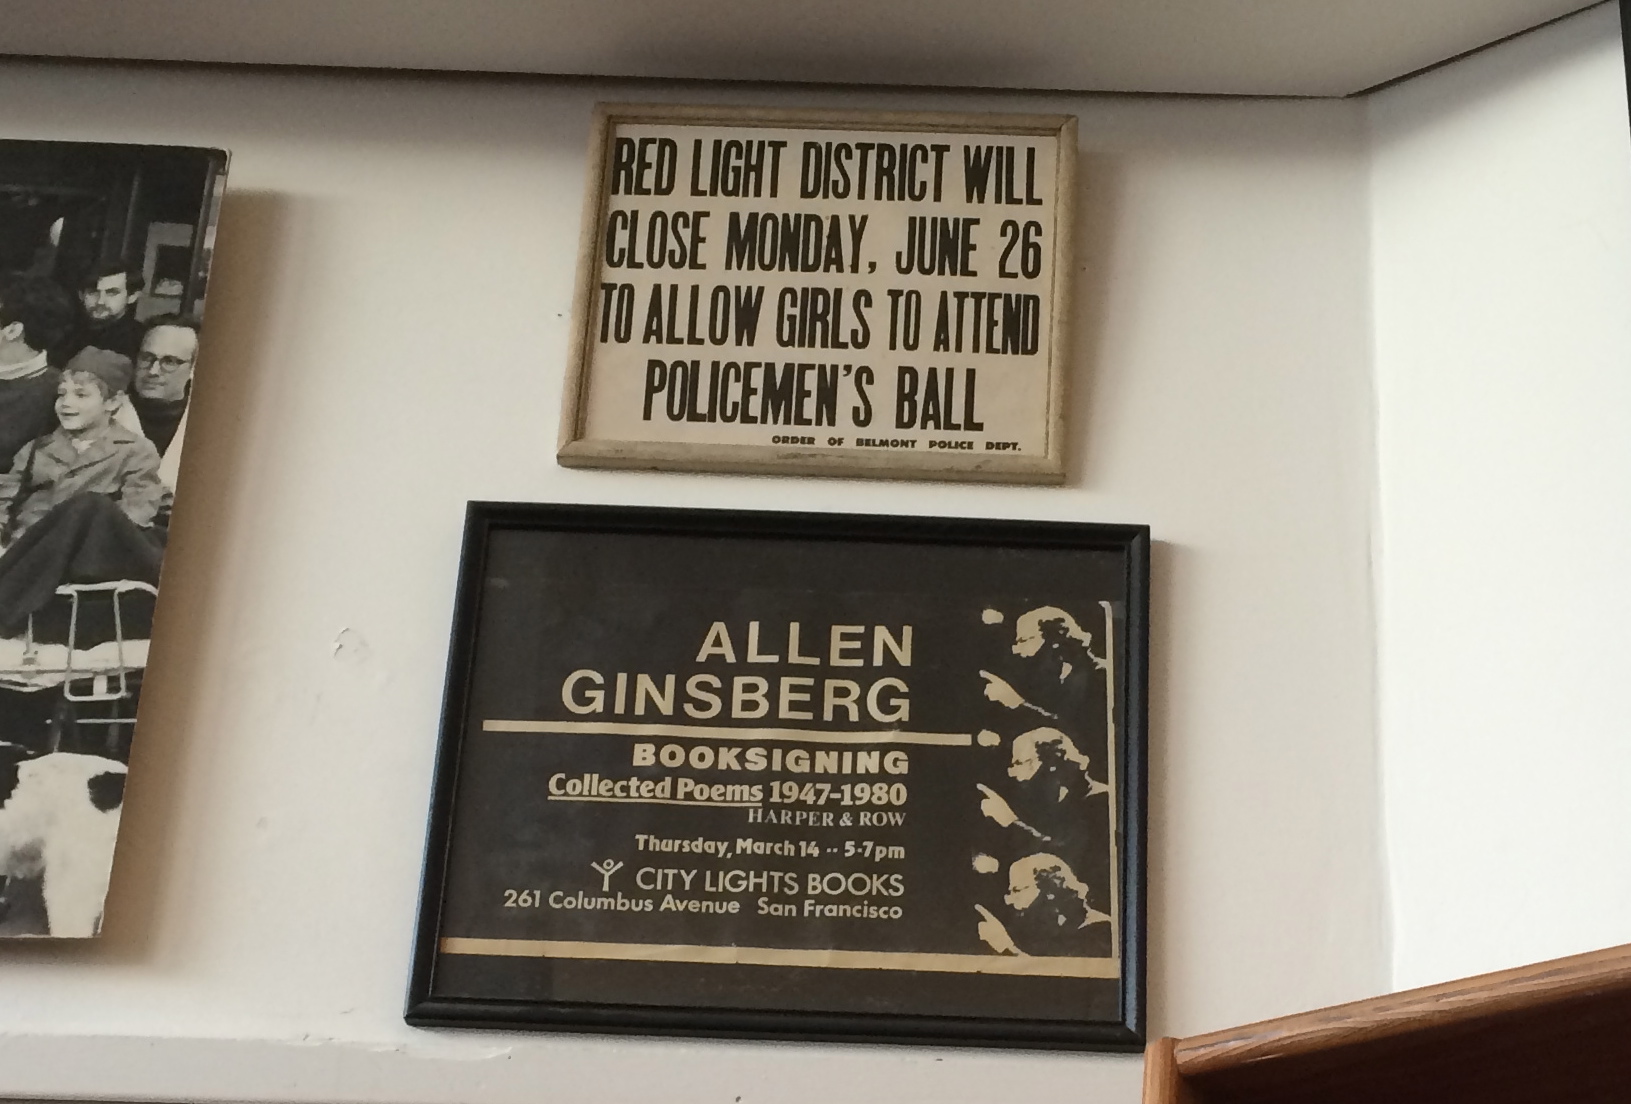 RED LIGHT DISTRICT WILL
CLOSE MONDAY, JUNE 26
TO ALLOW GIRLS TO ATTEND
POLICEMEN'S BALL
ORDER OF BELMONT POLICE DEPT.
ALLEN
GINSBERG
BOOKSIGNING
Collected Poems 1947-1980
HARPER & ROW
Thursday, March 14 ·· 5-7pm
CITY LIGHTS BOOKS
261 Columbus Avenue San Francisco